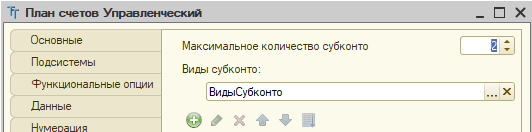 План счетов Управленческий
Основные
Подсистемы
Функциональные опции
Данные
Нумерация
Максимальное количество субконто 2
Виды субконто:
ВидыСубконто ...